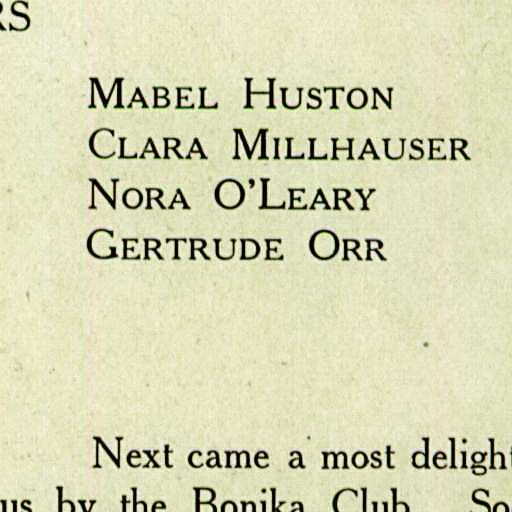 RS
Mabel Huston
Clara Millhauser
Nora O'Leary
Gertrude Orr
Next came a most delight
us by the Bonika Club. So